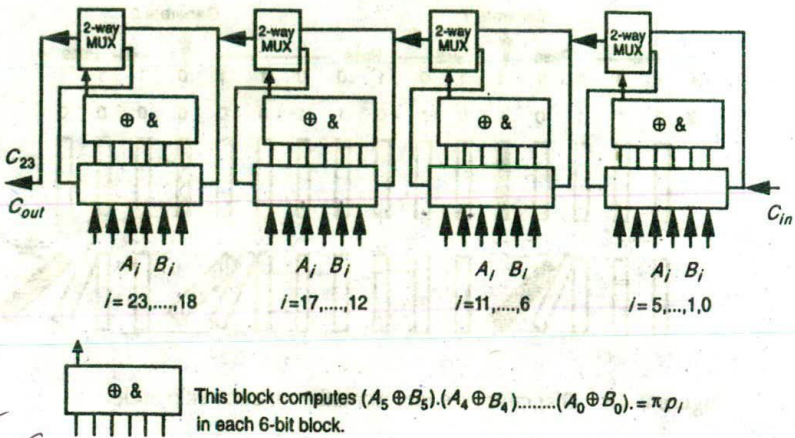 2-way MUX 2-way MUX 2-way MUX 2-way MUX
⊕ & ⊕ & ⊕ & ⊕ &
C23
Cout Cin
Ai Bi Ai Bi Ai Bi Ai Bi
i= 23,....,18 i=17,....,12 i=11,....,6 i= 5,...,1,0
⊕ & This block computes (A5 ⊕ B5).(A4 ⊕ B4)........(A0 ⊕ B0). = π pi
in each 6-bit block.